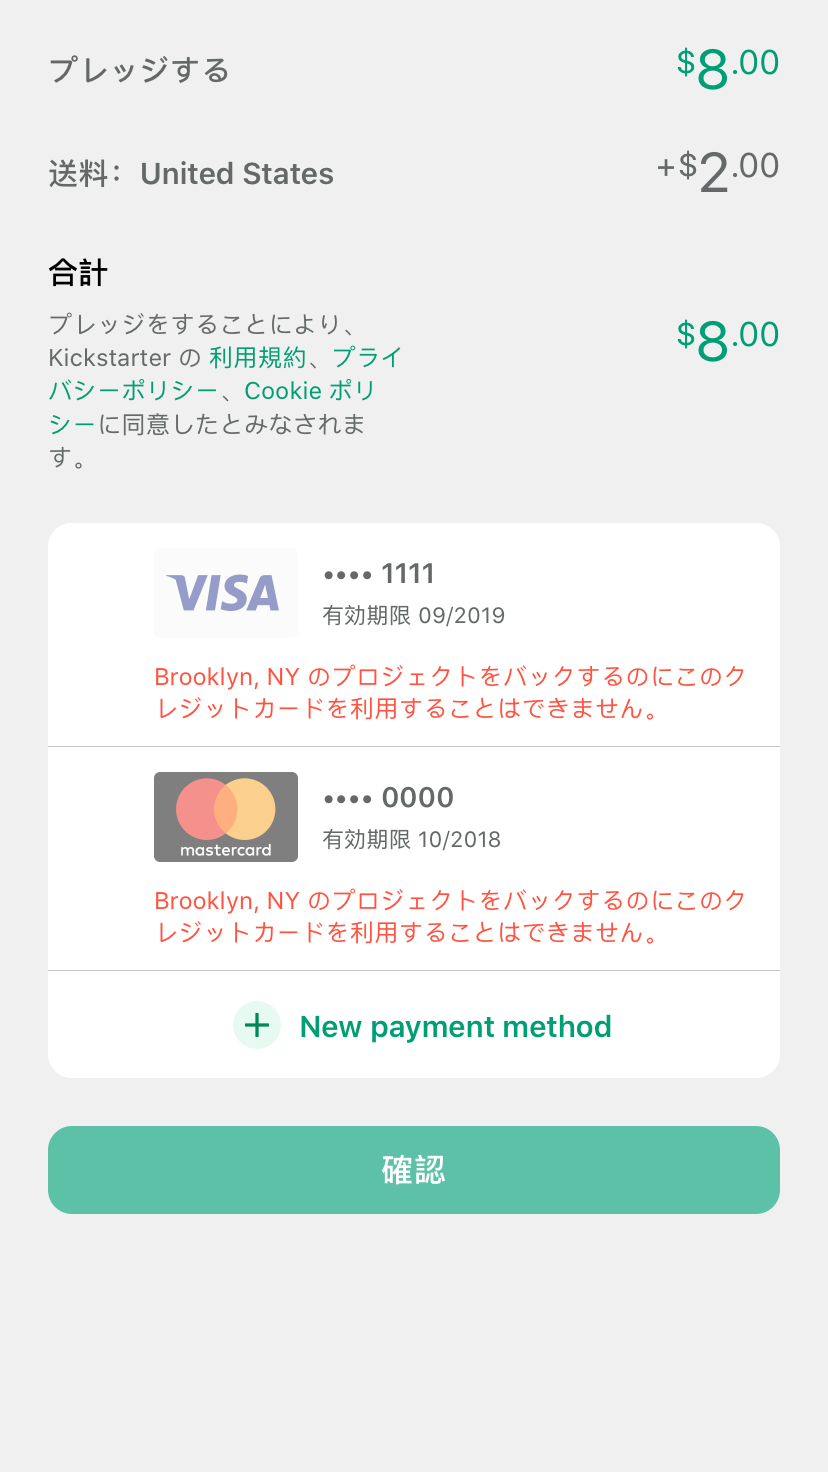 プレッジする $8.00
送料： United States +$2.00
合計
プレッジをすることにより、
Kickstarter の 利用規約、プライ
バシーポリシー、Cookie ポリ
シーに同意したとみなされま
す。
$8.00
VISA
•••• 1111
有効期限 09/2019
Brooklyn, NY のプロジェクトをバックするのにこのク
レジットカードを利用することはできません。
mastercard
•••• 0000
有効期限 10/2018
Brooklyn, NY のプロジェクトをバックするのにこのク
レジットカードを利用することはできません。
+ New payment method
確認